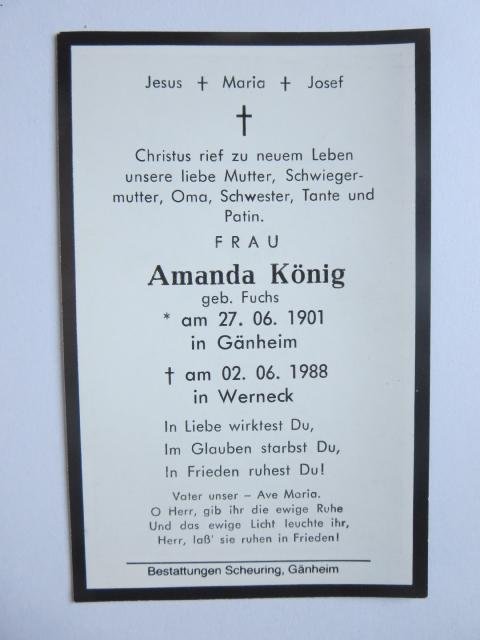 Jesus † Maria † Josef
†
Christus rief zu neuem Leben
unsere liebe Mutter, Schwieger-
mutter, Oma, Schwester, Tante und
Patin.
FRAU
Amanda König
geb. Fuchs
* am 27. 06. 1901
in Gänheim
† am 02. 06. 1988
in Werneck
In Liebe wirktest Du,
Im Glauben starbst Du,
In Frieden ruhest Du!
Vater unser – Ave Maria.
O Herr, gib ihr die ewige Ruhe
Und das ewige Licht leuchte ihr,
Herr, laß' sie ruhen in Frieden!
Bestattungen Scheuring, Gänheim